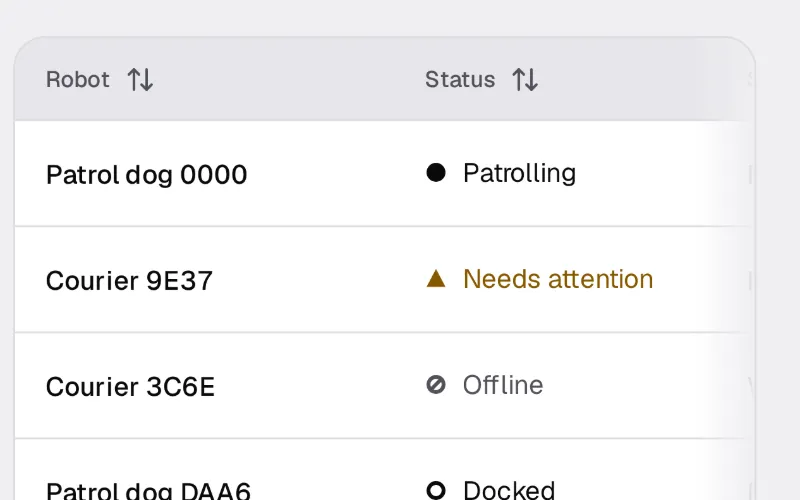 Robot Status
Patrol dog 0000 Patrolling
Courier 9E37 Needs attention
Courier 3C6E Offline
Patrol dog DAA6 Docked